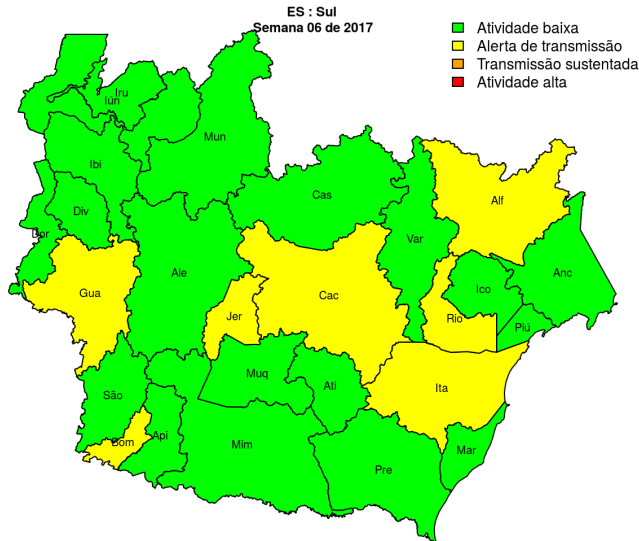 ES : Sul
Semana 06 de 2017
Atividade baixa
Alerta de transmissão
Transmissão sustentada
Atividade alta
Iru
Iún
Mun
Ibi
Cas
Alf
Div
Dor
Var
Ale
Anc
Gua
Cac
Ico
Jer
Rio
Piú
Muq
Ati
Ita
São
Bom
Api
Mim
Mar
Pre